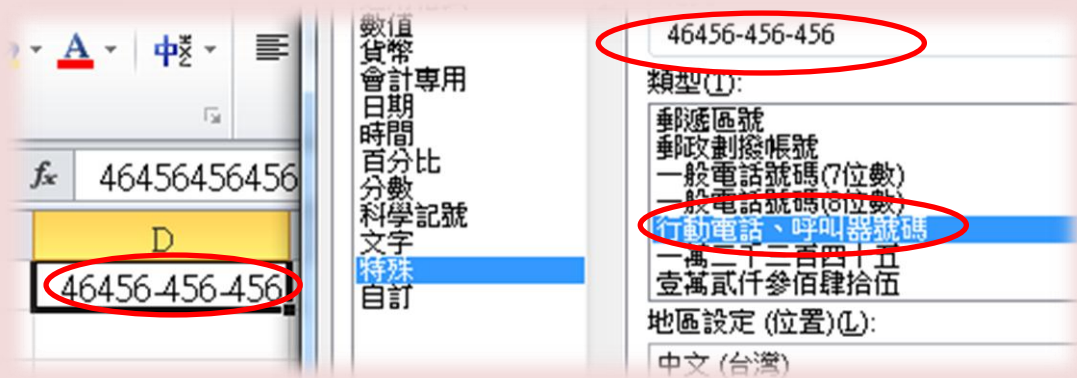 A 中
fx 46456456456
D
46456-456-456
數值
貨幣
會計專用
日期
時間
百分比
分數
科學記號
文字
特殊
自訂
46456-456-456
類型(T):
郵遞區號
郵政劃撥帳號
一般電話號碼(7位數)
一般電話號碼(8位數)
行動電話、呼叫器號碼
一萬二千三百四十五
壹萬貳仟參佰肆拾伍
地區設定 (位置)(L):
中文 (台灣)